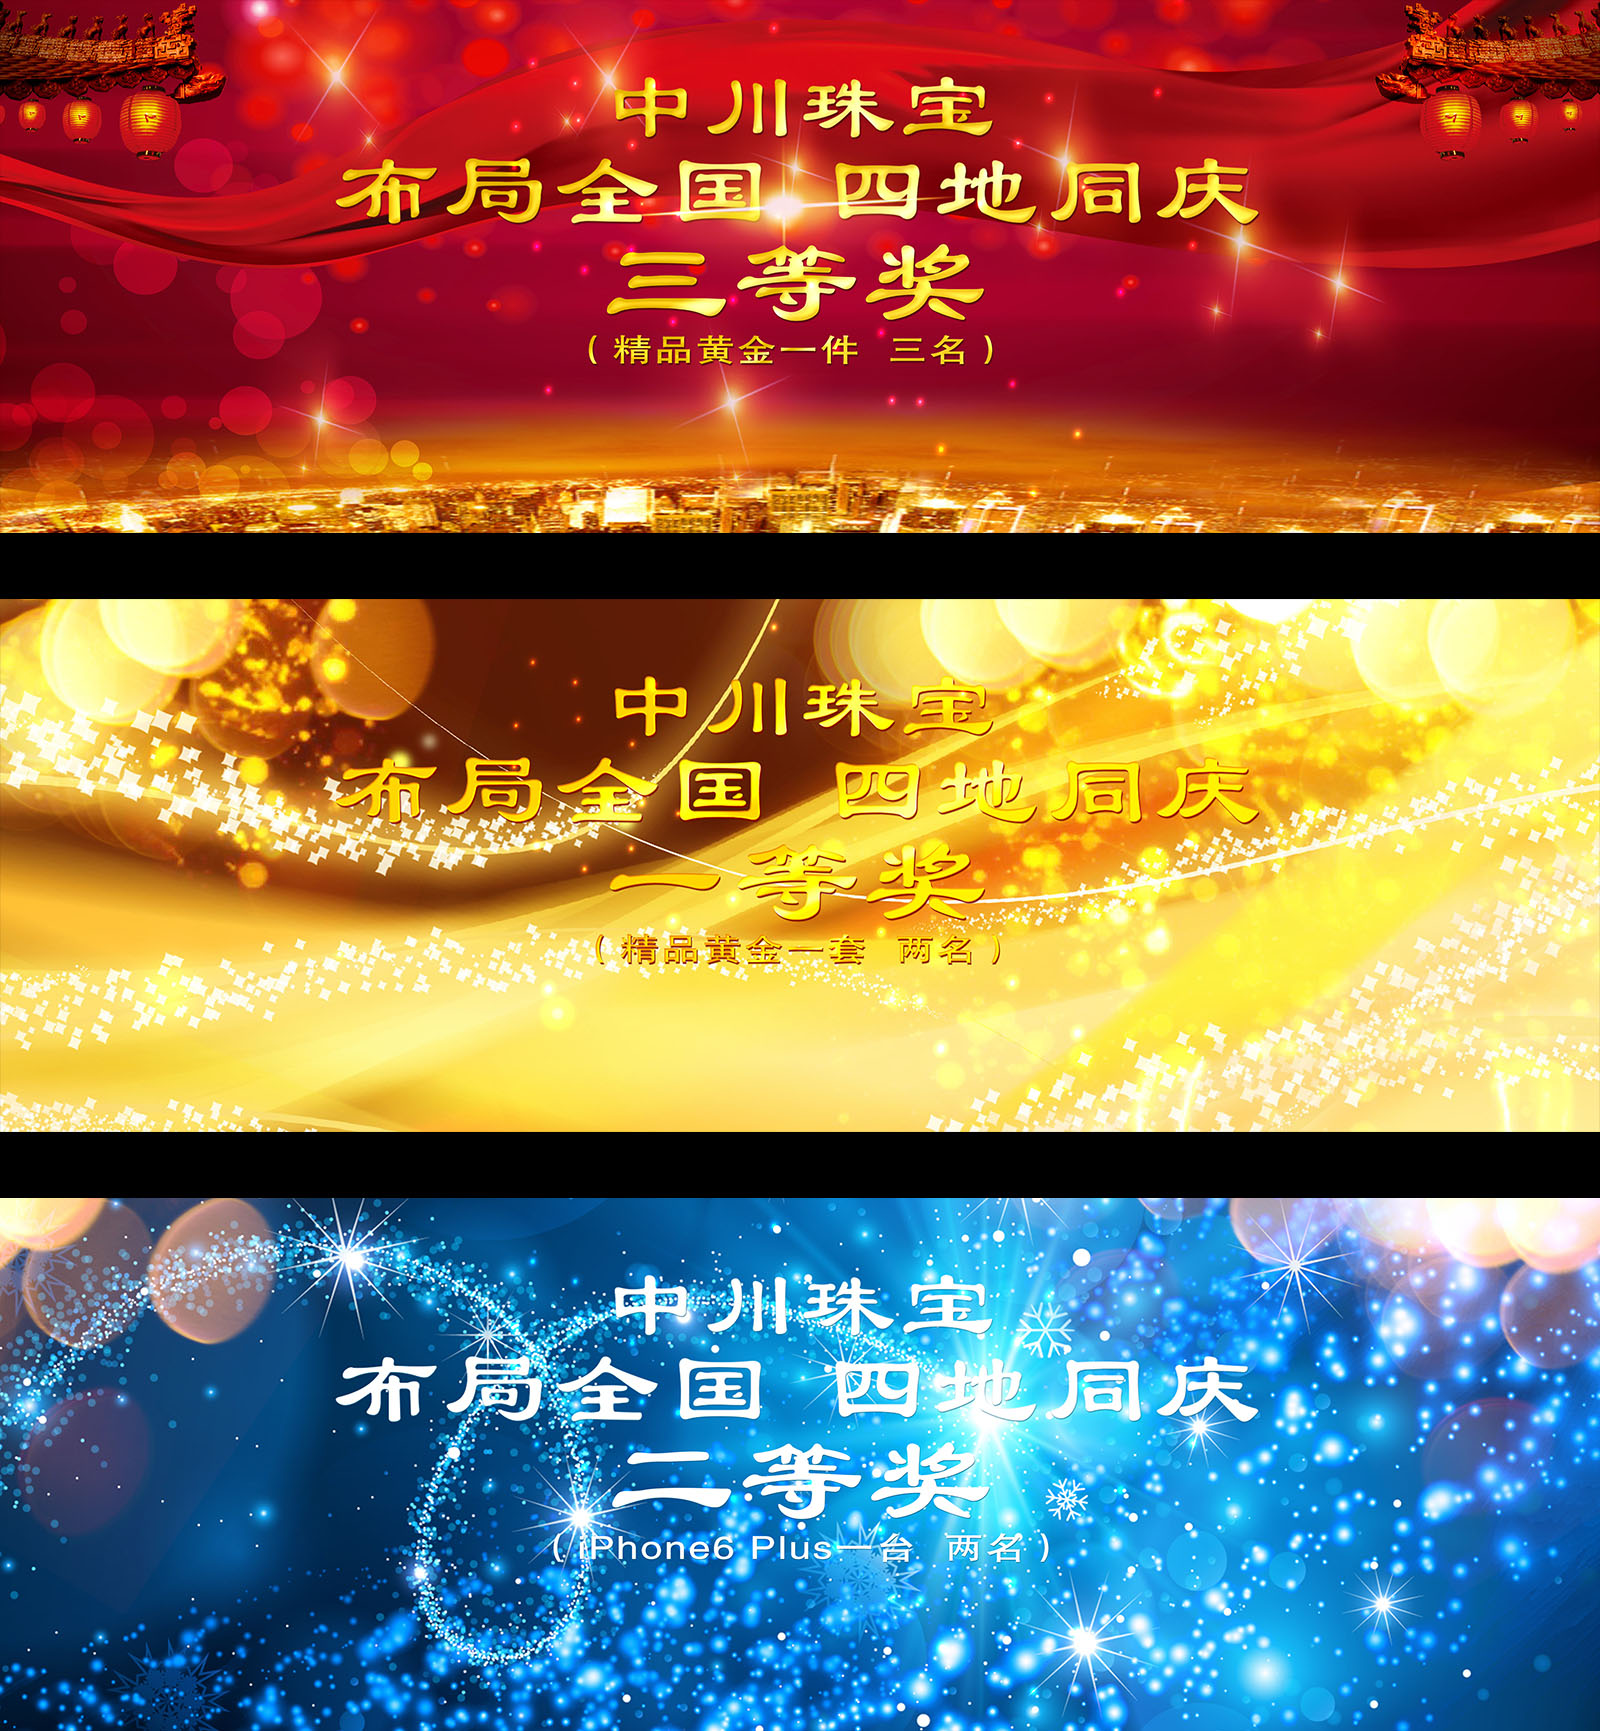 中川珠宝
布局全国 四地同庆
三等奖
（精品黄金一件 三名）
中川珠宝
布局全国 四地同庆
一等奖
（精品黄金一套 两名）
中川珠宝
布局全国 四地同庆
二等奖
（iPhone6 Plus一台 两名）